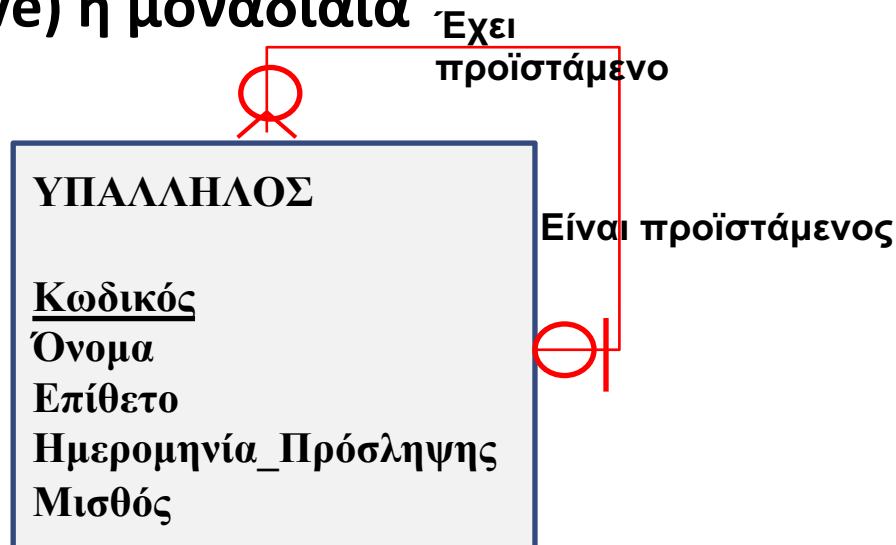 ve) ή μοναδιαία
Έχει
προϊστάμενο
ΥΠΑΛΛΗΛΟΣ
Είναι προϊστάμενος
Κωδικός
Όνομα
Επίθετο
Ημερομηνία_Πρόσληψης
Μισθός